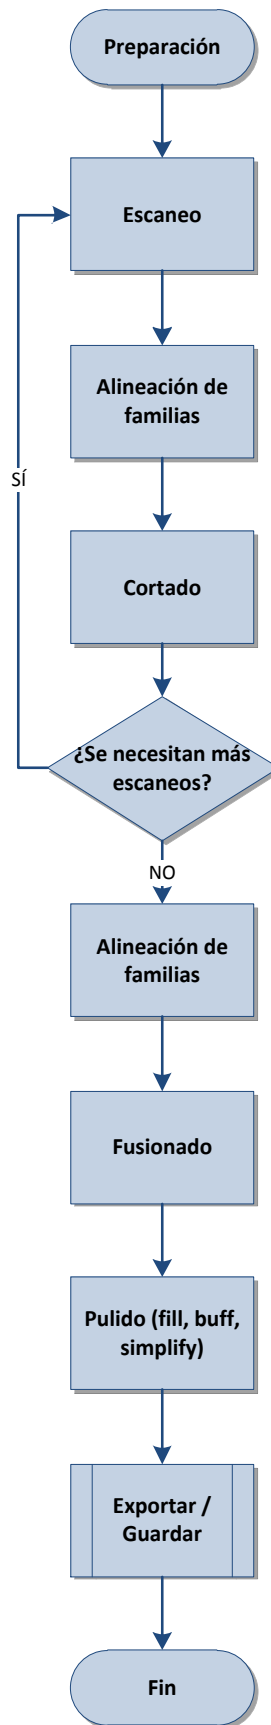 Preparación
Escaneo
Alineación de
familias
SÍ
Cortado
¿Se necesitan más
escaneos?
NO
Alineación de
familias
Fusionado
Pulido (fill, buff,
simplify)
Exportar /
Guardar
Fin